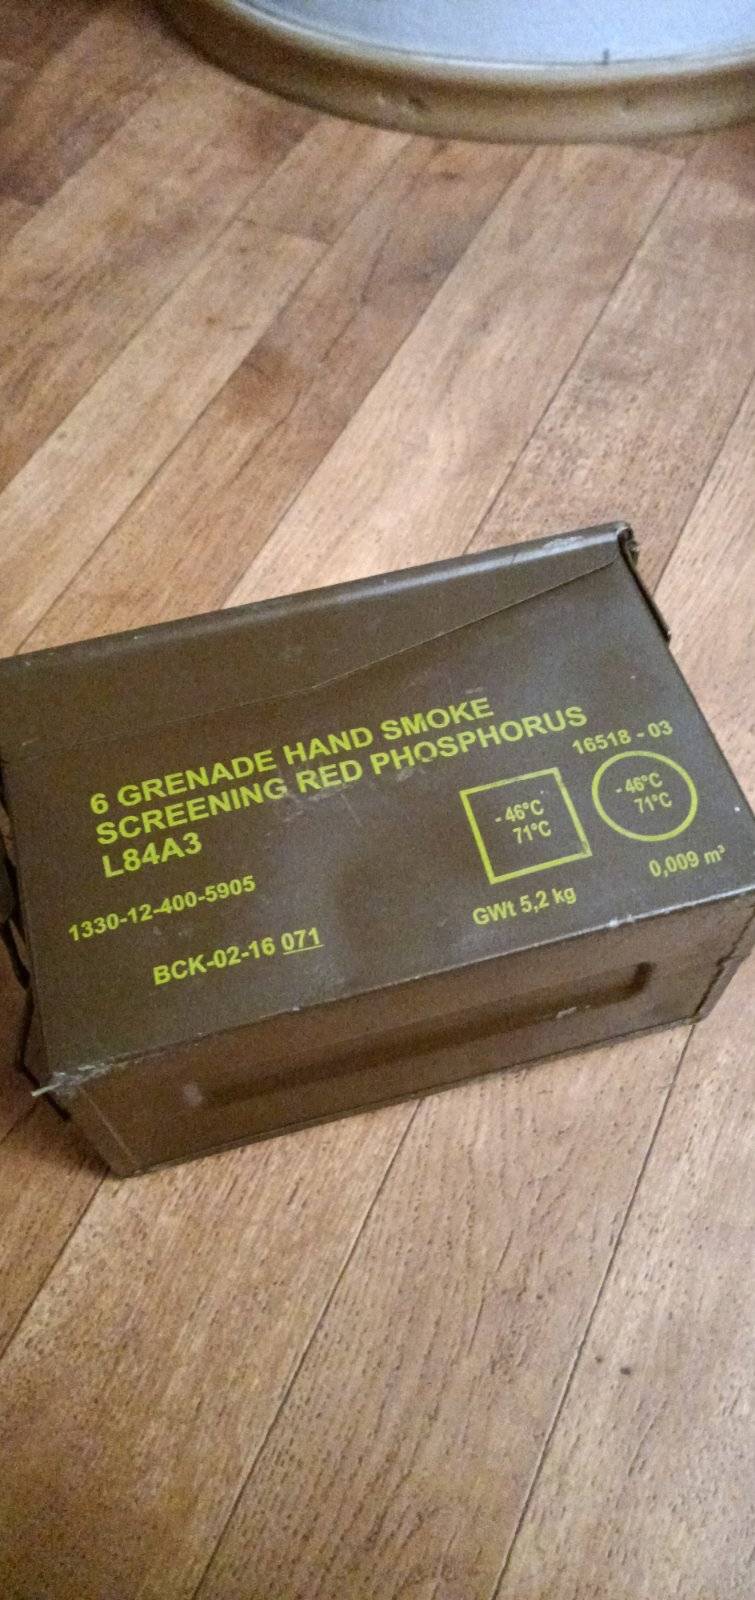 6 GRENADE HAND SMOKE
SCREENING RED PHOSPHORUS
L84A3
16518 - 03
- 46°C
71°C
- 46°C
71°C
1330-12-400-5905
GWt 5,2 kg
0,009 m³
BCK-02-16 071